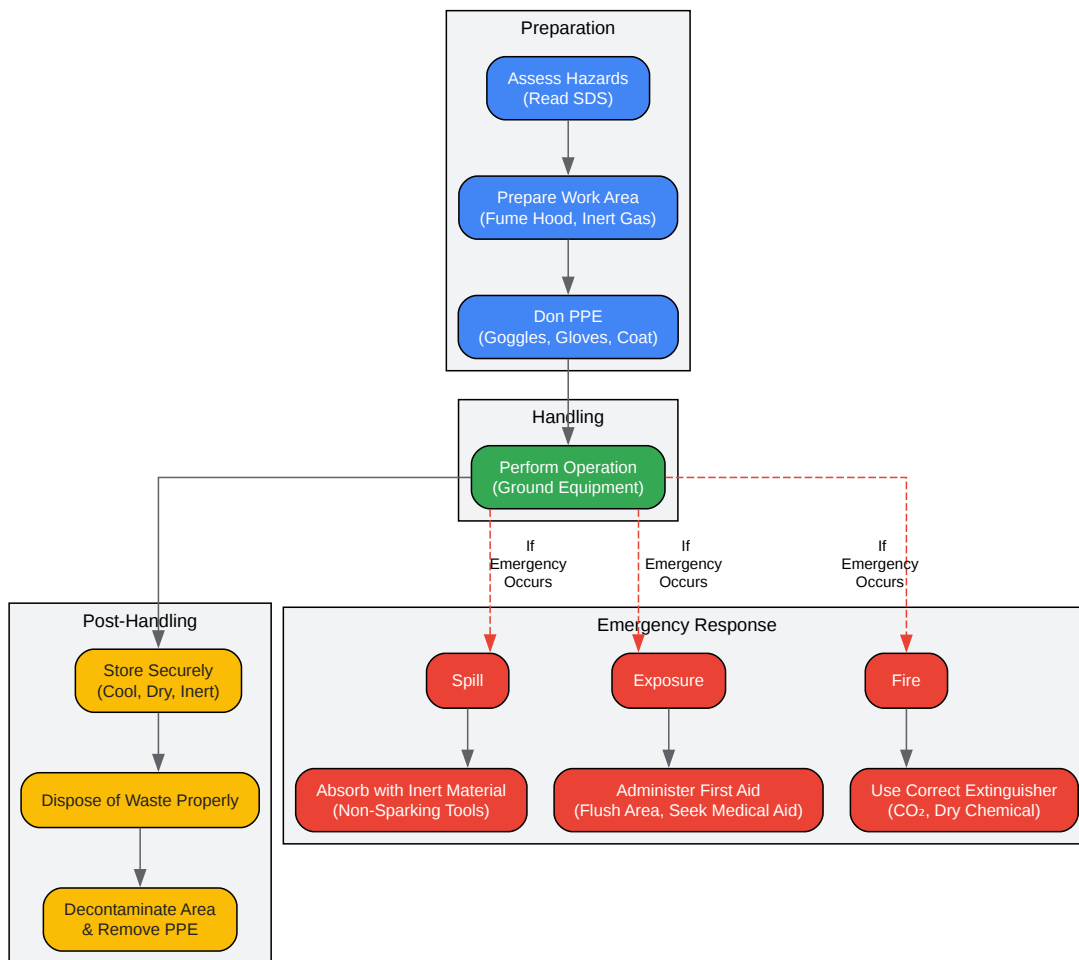 Preparation
Assess Hazards
(Read SDS)
Prepare Work Area
(Fume Hood, Inert Gas)
Don PPE
(Goggles, Gloves, Coat)
Handling
Perform Operation
(Ground Equipment)
If
Emergency
Occurs
If
Emergency
Occurs
If
Emergency
Occurs
Post-Handling
Store Securely
(Cool, Dry, Inert)
Dispose of Waste Properly
Decontaminate Area
& Remove PPE
Emergency Response
Spill
Exposure
Fire
Absorb with Inert Material
(Non-Sparking Tools)
Administer First Aid
(Flush Area, Seek Medical Aid)
Use Correct Extinguisher
(CO₂, Dry Chemical)